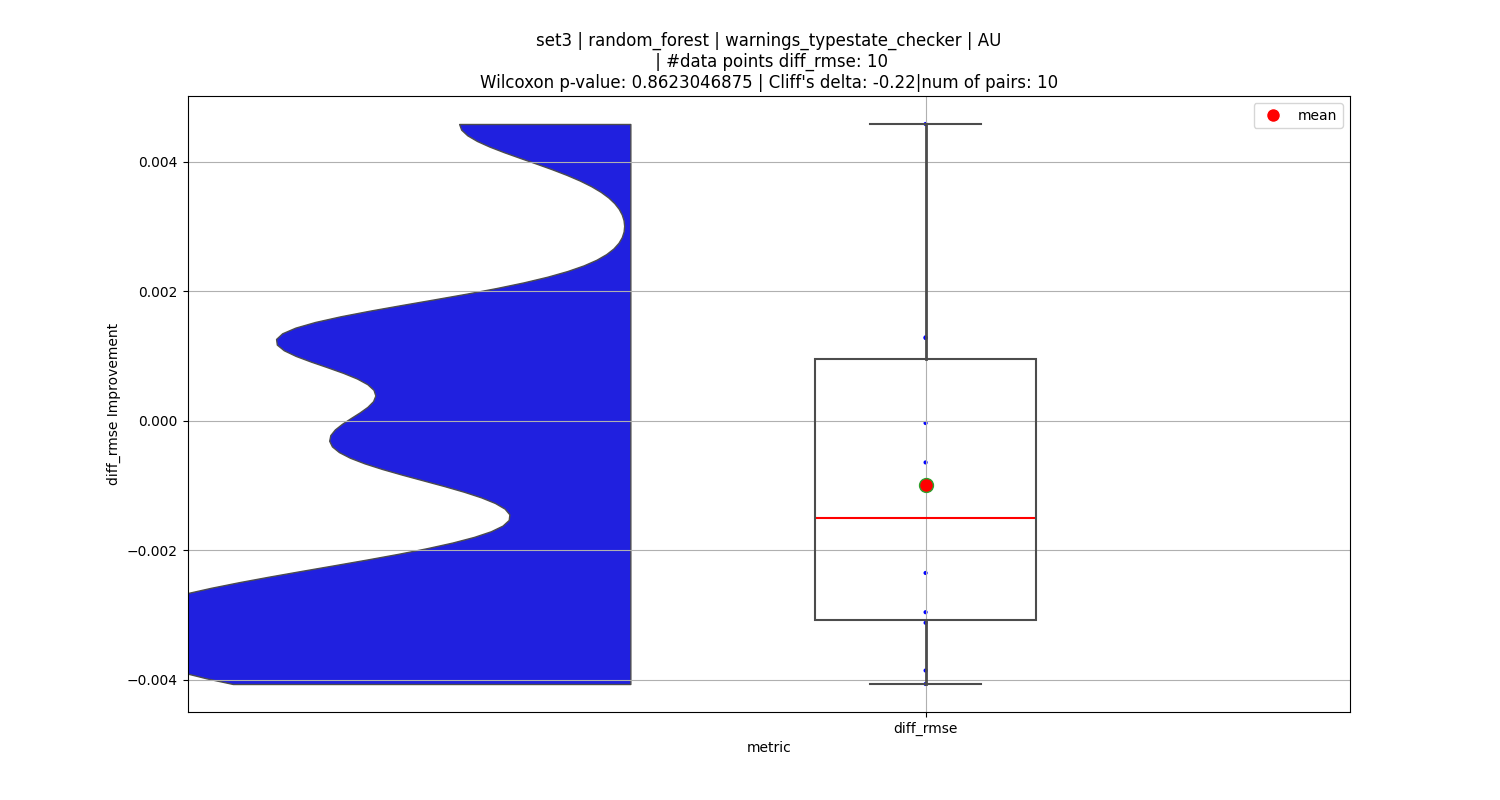 set3 | random_forest | warnings_typestate_checker | AU
| #data points diff_rmse: 10
Wilcoxon p-value: 0.8623046875 | Cliff's delta: -0.22|num of pairs: 10
mean
0.004
0.002
0.000
−0.002
−0.004
diff_rmse Improvement
diff_rmse
metric